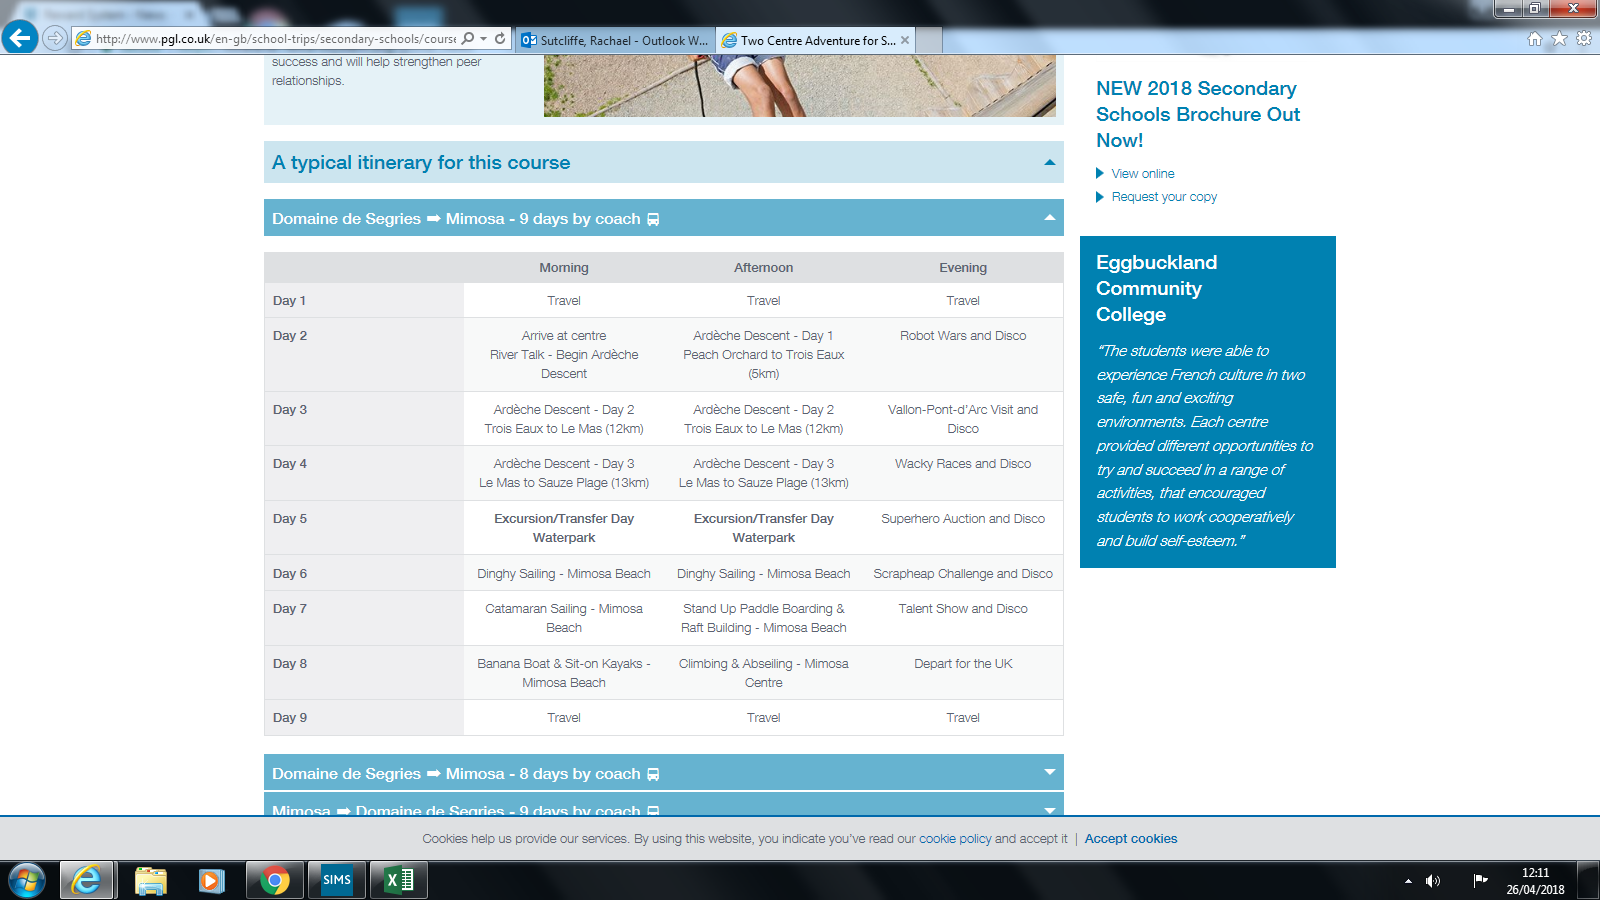 http://www.pgl.co.uk/en-gb/school-trips/secondary-schools/course
Sutcliffe, Rachael - Outlook W...
Two Centre Adventure for S...
success and will help strengthen peer
relationships.
A typical itinerary for this course
Domaine de Segries ➡ Mimosa - 9 days by coach
Morning Afternoon Evening
Day 1 Travel Travel Travel
Day 2 Arrive at centre Ardèche Descent - Day 1 Robot Wars and Disco
River Talk - Begin Ardèche Peach Orchard to Trois Eaux
Descent (5km)
Day 3 Ardèche Descent - Day 2 Ardèche Descent - Day 2 Vallon-Pont-d'Arc Visit and
Trois Eaux to Le Mas (12km) Trois Eaux to Le Mas (12km) Disco
Day 4 Ardèche Descent - Day 3 Ardèche Descent - Day 3 Wacky Races and Disco
Le Mas to Sauze Plage (13km) Le Mas to Sauze Plage (13km)
Day 5 Excursion/Transfer Day Excursion/Transfer Day Superhero Auction and Disco
Waterpark Waterpark
Day 6 Dinghy Sailing - Mimosa Beach Dinghy Sailing - Mimosa Beach Scrapheap Challenge and Disco
Day 7 Catamaran Sailing - Mimosa Stand Up Paddle Boarding & Talent Show and Disco
Beach Raft Building - Mimosa Beach
Day 8 Banana Boat & Sit-on Kayaks - Climbing & Abseiling - Mimosa Depart for the UK
Mimosa Beach Centre
Day 9 Travel Travel Travel
Domaine de Segries ➡ Mimosa - 8 days by coach
Mimosa ➡ Domaine de Segries - 9 days by coach
NEW 2018 Secondary
Schools Brochure Out
Now!
View online
Request your copy
Eggbuckland
Community
College
“The students were able to
experience French culture in two
safe, fun and exciting
environments. Each centre
provided different opportunities to
try and succeed in a range of
activities, that encouraged
students to work cooperatively
and build self-esteem.”
Cookies help us provide our services. By using this website, you indicate you've read our cookie policy and accept it | Accept cookies
SIMS
12:11
26/04/2018